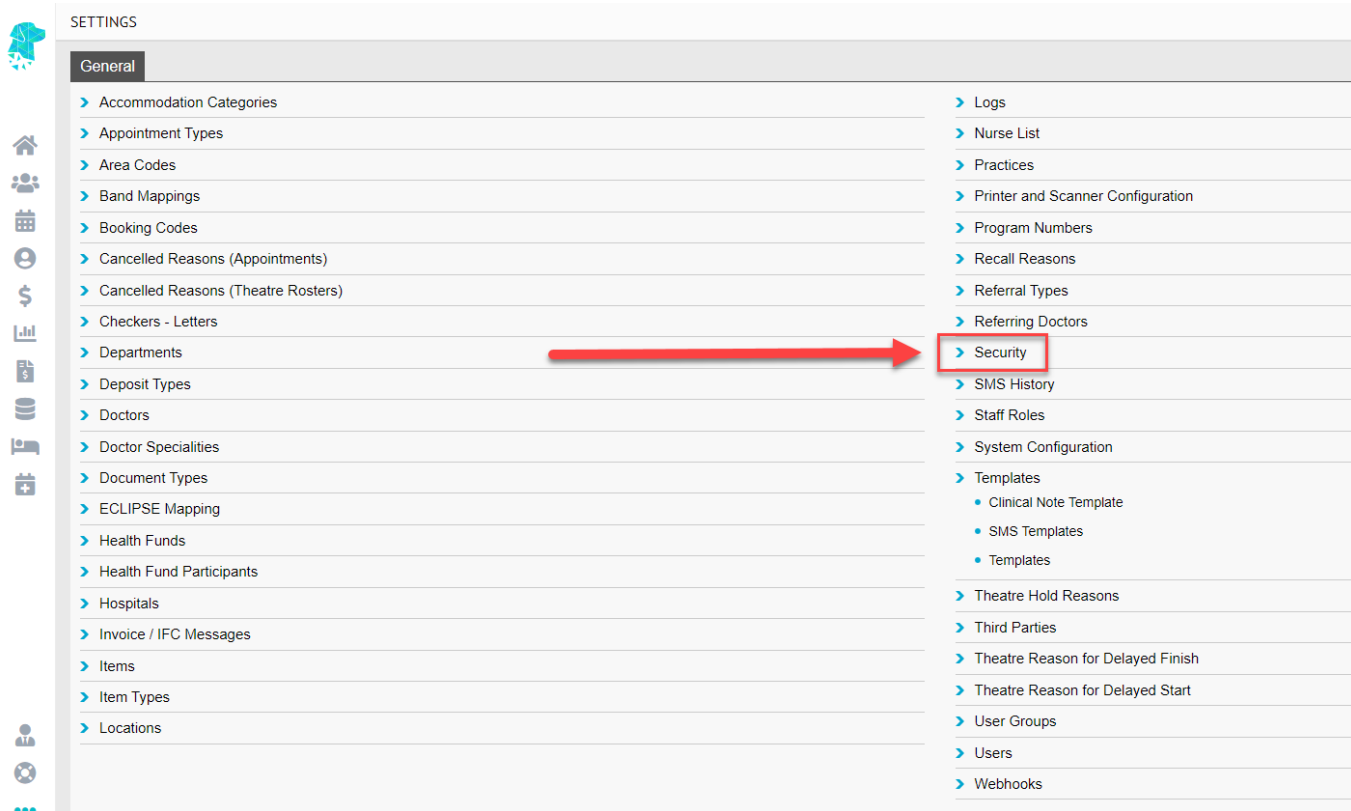 SETTINGS
General
Accommodation Categories
Appointment Types
Area Codes
Band Mappings
Booking Codes
Cancelled Reasons (Appointments)
Cancelled Reasons (Theatre Rosters)
Checkers - Letters
Departments
Deposit Types
Doctors
Doctor Specialities
Document Types
ECLIPSE Mapping
Health Funds
Health Fund Participants
Hospitals
Invoice / IFC Messages
Items
Item Types
Locations
Logs
Nurse List
Practices
Printer and Scanner Configuration
Program Numbers
Recall Reasons
Referral Types
Referring Doctors
Security
SMS History
Staff Roles
System Configuration
Templates
Clinical Note Template
SMS Templates
Templates
Theatre Hold Reasons
Third Parties
Theatre Reason for Delayed Finish
Theatre Reason for Delayed Start
User Groups
Users
Webhooks